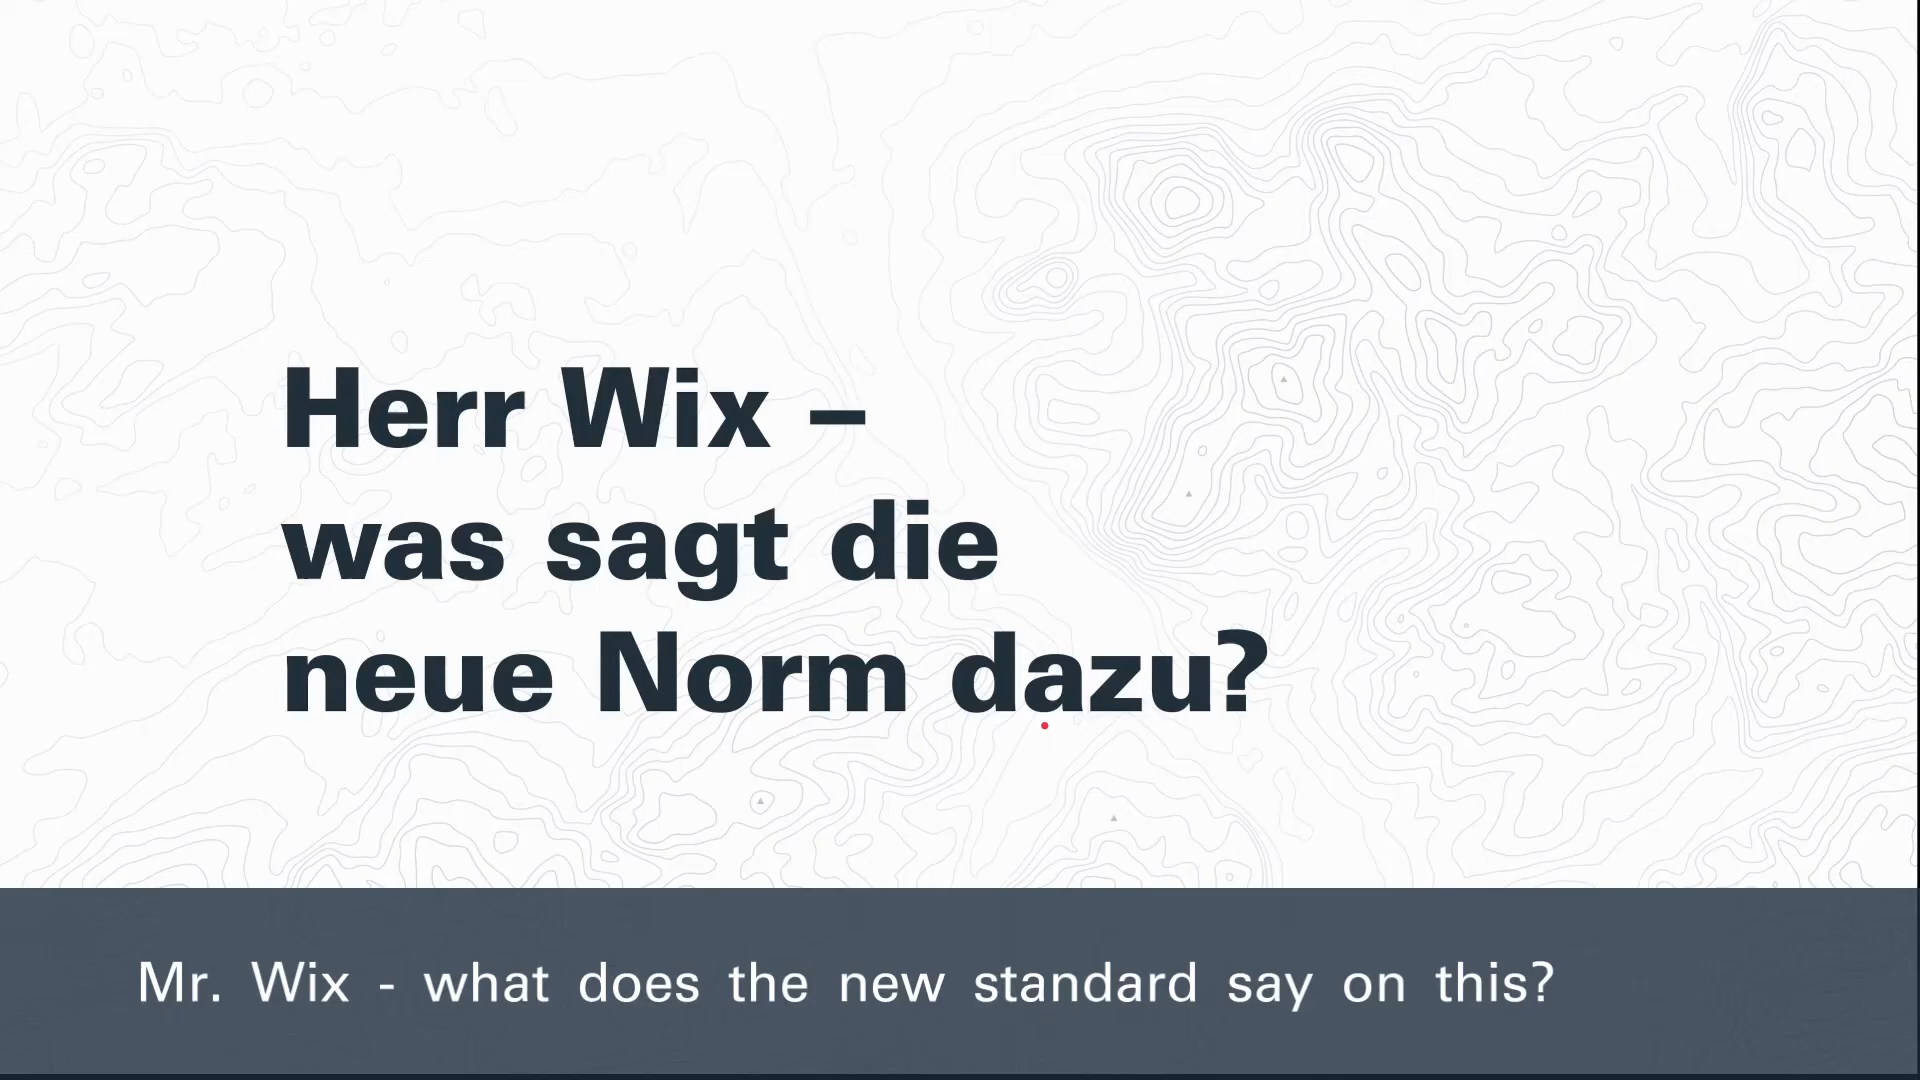 Herr Wix –
was sagt die
neue Norm dazu?
Mr. Wix - what does the new standard say on this?